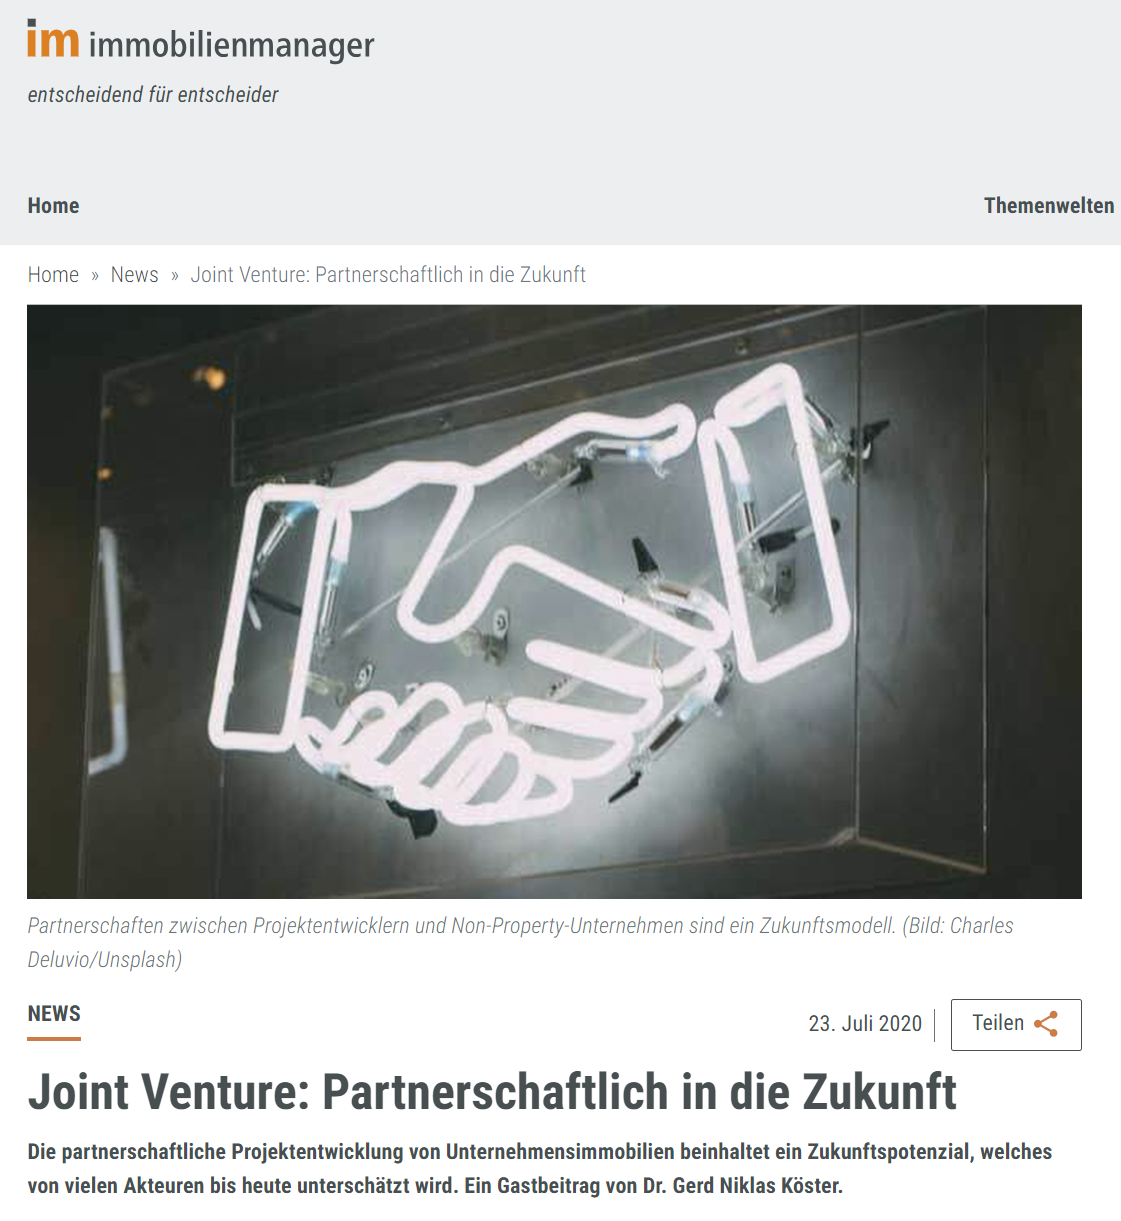 im immobilienmanager
entscheidend für entscheider
Home
Themenwelten
Home » News » Joint Venture: Partnerschaftlich in die Zukunft
Partnerschaften zwischen Projektentwicklern und Non-Property-Unternehmen sind ein Zukunftsmodell. (Bild: Charles
Deluvio/Unsplash)
NEWS
23. Juli 2020
Teilen
Joint Venture: Partnerschaftlich in die Zukunft
Die partnerschaftliche Projektentwicklung von Unternehmensimmobilien beinhaltet ein Zukunftspotenzial, welches
von vielen Akteuren bis heute unterschätzt wird. Ein Gastbeitrag von Dr. Gerd Niklas Köster.